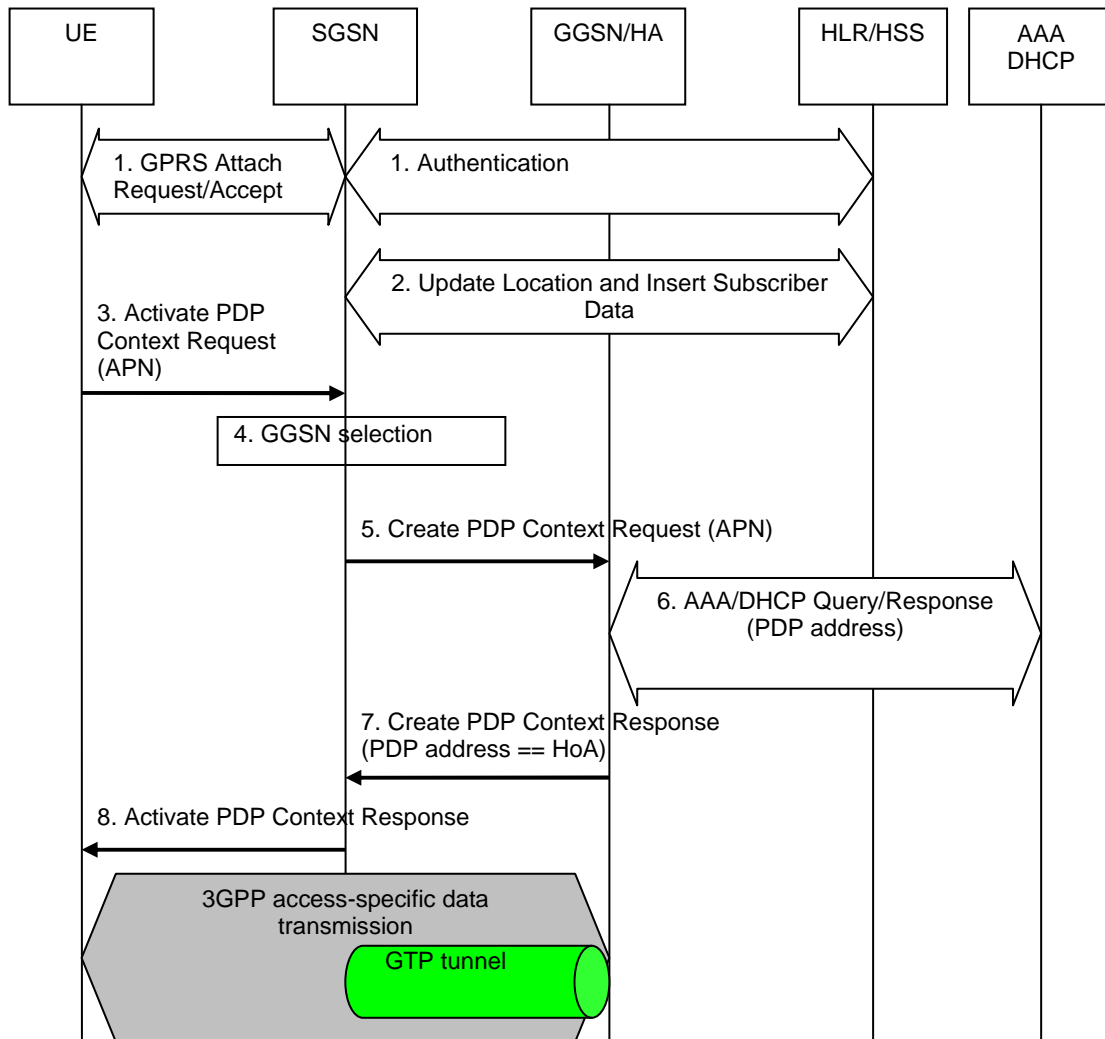 UE
SGSN
GGSN/HA
HLR/HSS
AAA
DHCP
1. GPRS Attach
Request/Accept
1. Authentication
2. Update Location and Insert Subscriber
Data
3. Activate PDP
Context Request
(APN)
4. GGSN selection
5. Create PDP Context Request (APN)
6. AAA/DHCP Query/Response
(PDP address)
7. Create PDP Context Response
(PDP address == HoA)
8. Activate PDP Context Response
3GPP access-specific data
transmission
GTP tunnel